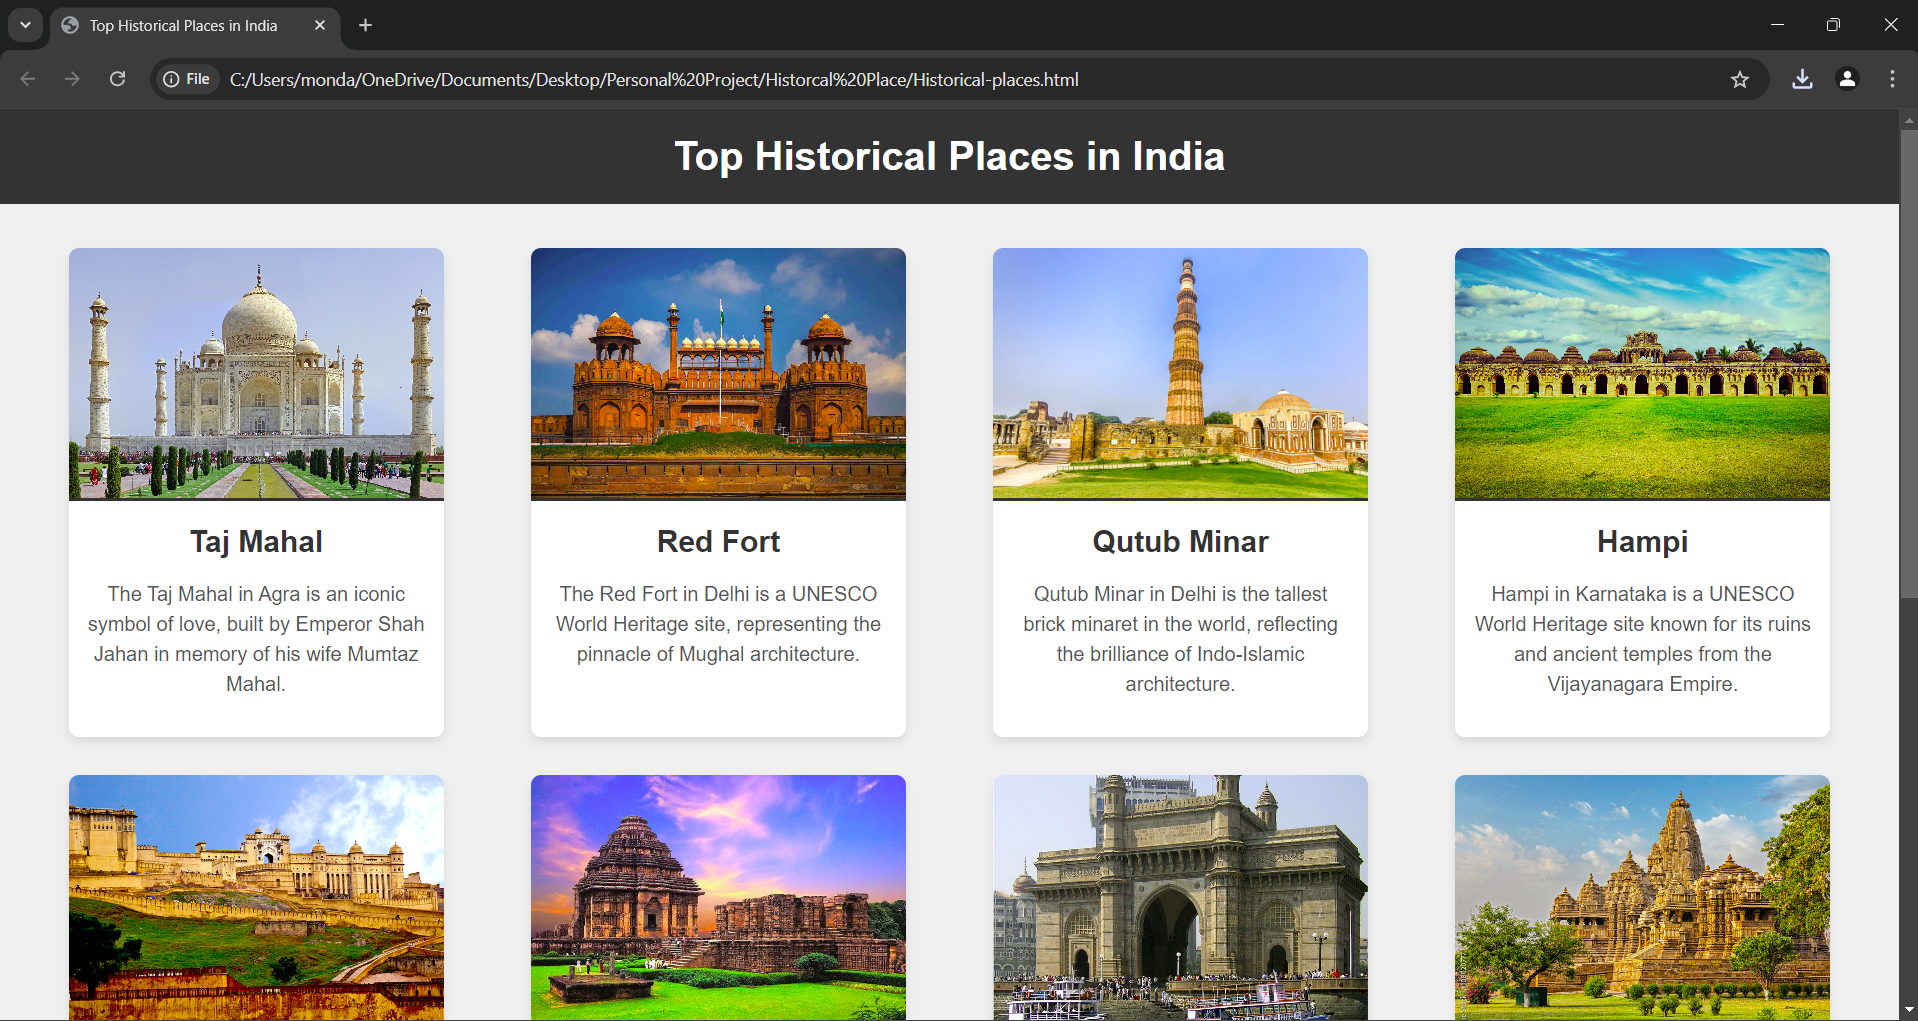 Top Historical Places in India
File
C:/Users/monda/OneDrive/Documents/Desktop/Personal%20Project/Historcal%20Place/Historical-places.html
Top Historical Places in India
Taj Mahal
The Taj Mahal in Agra is an iconic
symbol of love, built by Emperor Shah
Jahan in memory of his wife Mumtaz
Mahal.
Red Fort
The Red Fort in Delhi is a UNESCO
World Heritage site, representing the
pinnacle of Mughal architecture.
Qutub Minar
Qutub Minar in Delhi is the tallest
brick minaret in the world, reflecting
the brilliance of Indo-Islamic
architecture.
Hampi
Hampi in Karnataka is a UNESCO
World Heritage site known for its ruins
and ancient temples from the
Vijayanagara Empire.